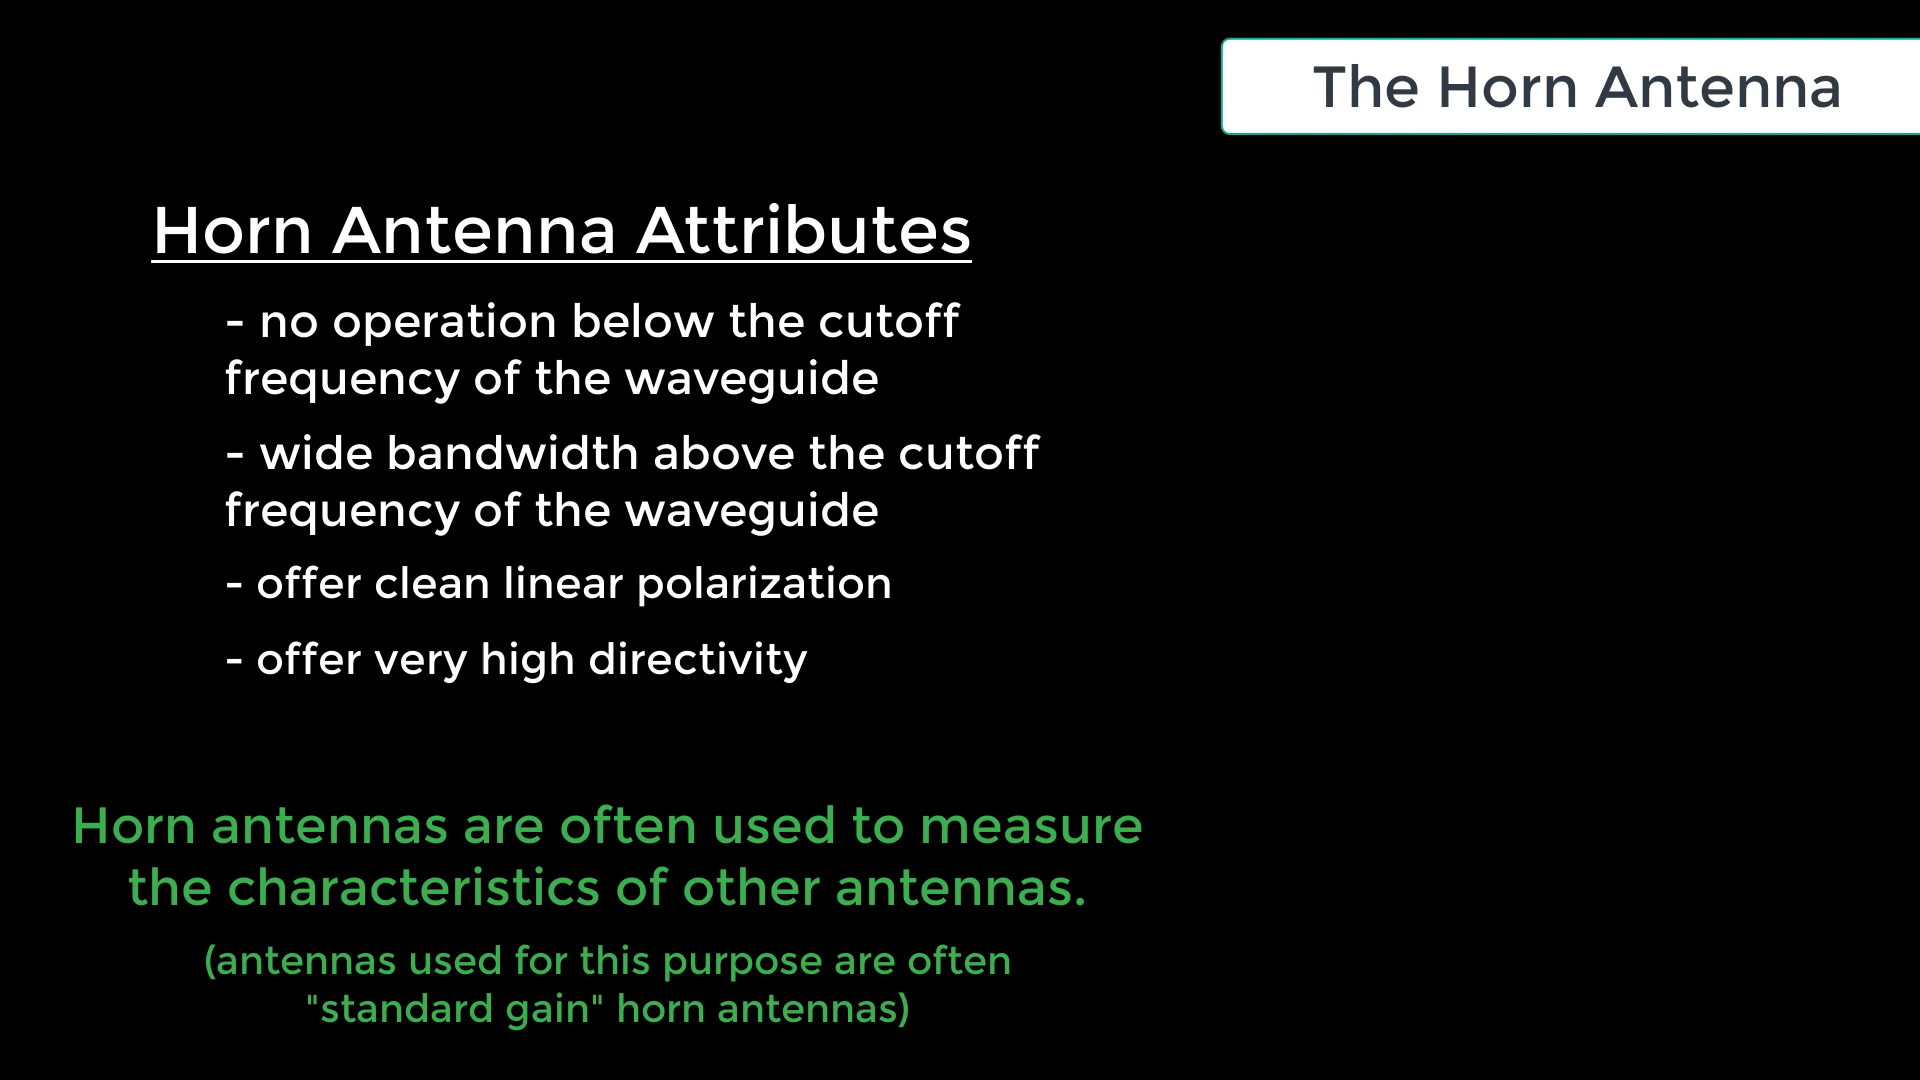 The Horn Antenna
Horn Antenna Attributes
- no operation below the cutoff
frequency of the waveguide
- wide bandwidth above the cutoff
frequency of the waveguide
- offer clean linear polarization
- offer very high directivity
Horn antennas are often used to measure
the characteristics of other antennas.
(antennas used for this purpose are often
"standard gain" horn antennas)